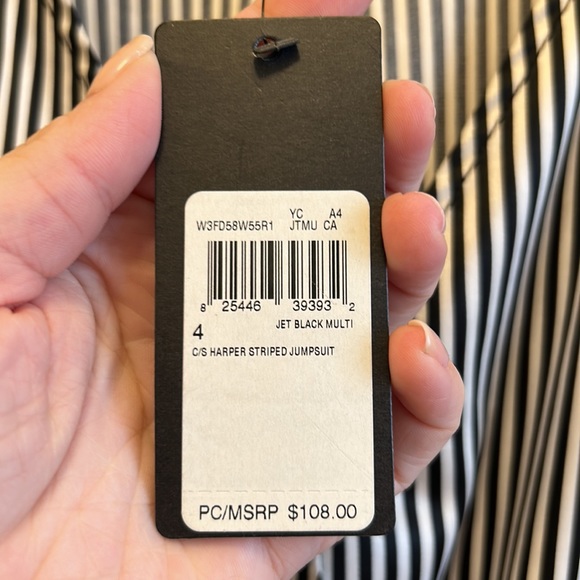 W3FD58W55R1 YC A4
JTMU CA
8 25446 39393 2
4 JET BLACK MULTI
C/S HARPER STRIPED JUMPSUIT
PC/MSRP $108.00